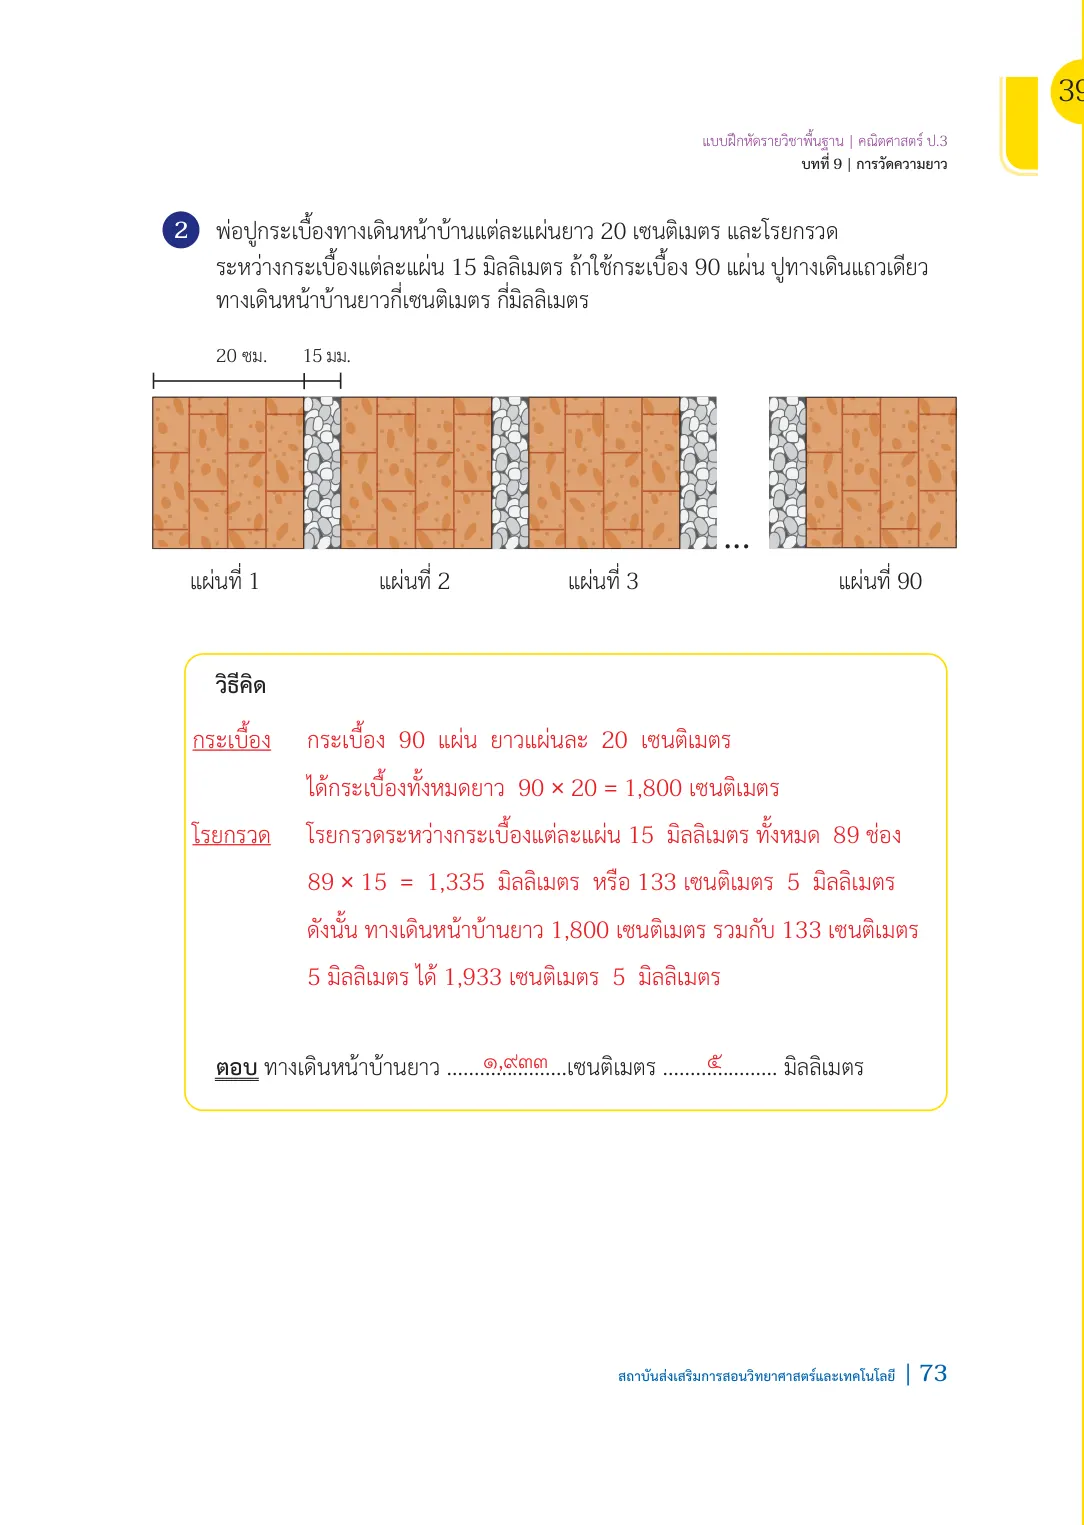 39
แบบฝึกหัดรายวิชาพื้นฐาน | คณิตศาสตร์ ป.3
บทที่ 9 | การวัดความยาว
2 พ่อปูกระเบื้องทางเดินหน้าบ้านแต่ละแผ่นยาว 20 เซนติเมตร และโรยกรวด
ระหว่างกระเบื้องแต่ละแผ่น 15 มิลลิเมตร ถ้าใช้กระเบื้อง 90 แผ่น ปูทางเดินแถวเดียว
ทางเดินหน้าบ้านยาวกี่เซนติเมตร กี่มิลลิเมตร
20 ซม. 15 มม.
...
แผ่นที่ 1 แผ่นที่ 2 แผ่นที่ 3 แผ่นที่ 90
วิธีคิด
กระเบื้อง กระเบื้อง 90 แผ่น ยาวแผ่นละ 20 เซนติเมตร
ได้กระเบื้องทั้งหมดยาว 90 × 20 = 1,800 เซนติเมตร
โรยกรวด โรยกรวดระหว่างกระเบื้องแต่ละแผ่น 15 มิลลิเมตร ทั้งหมด 89 ช่อง
89 × 15 = 1,335 มิลลิเมตร หรือ 133 เซนติเมตร 5 มิลลิเมตร
ดังนั้น ทางเดินหน้าบ้านยาว 1,800 เซนติเมตร รวมกับ 133 เซนติเมตร
5 มิลลิเมตร ได้ 1,933 เซนติเมตร 5 มิลลิเมตร
ตอบ ทางเดินหน้าบ้านยาว ......๑,๙๓๓......เซนติเมตร ......๕...... มิลลิเมตร
สถาบันส่งเสริมการสอนวิทยาศาสตร์และเทคโนโลยี | 73